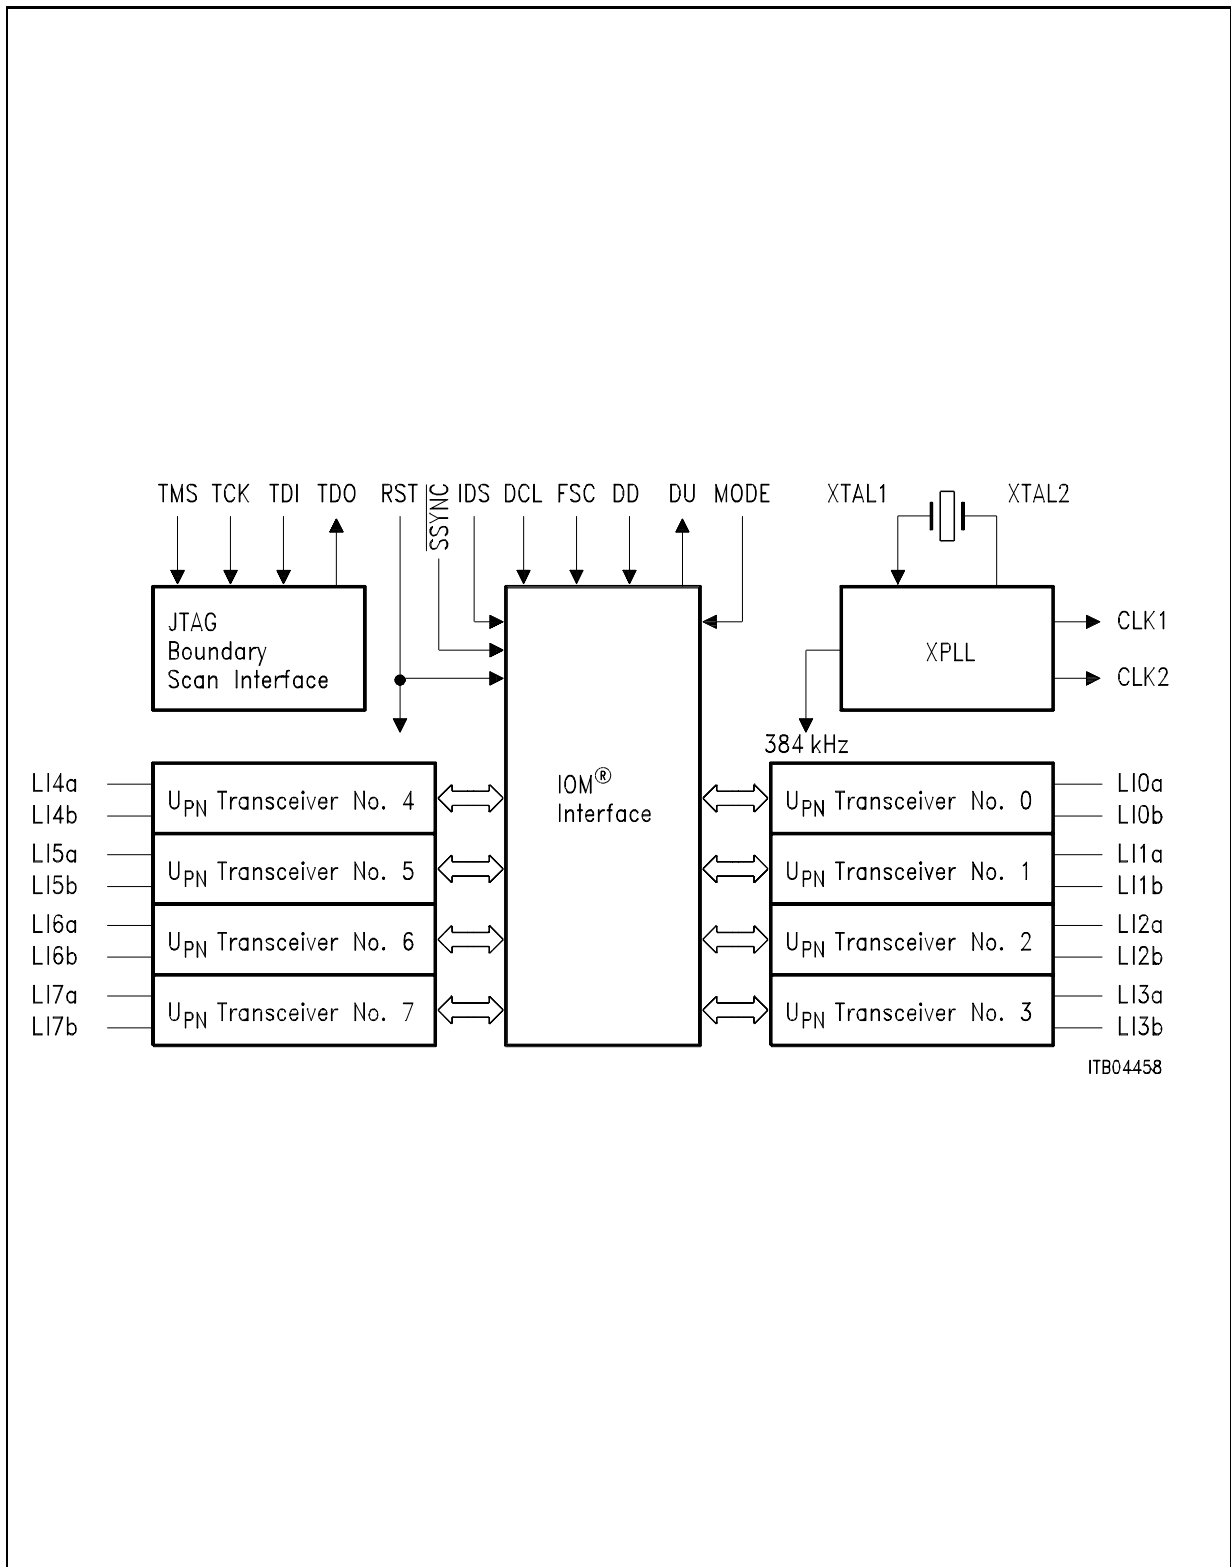 TMS TCK TDI TDO RST SSYNC IDS DCL FSC DD DU MODE XTAL1 XTAL2
JTAG
Boundary
Scan Interface
XPLL
CLK1
CLK2
384 kHz
IOM®
Interface
LI4a
LI4b
UPN Transceiver No. 4
LI5a
LI5b
UPN Transceiver No. 5
LI6a
LI6b
UPN Transceiver No. 6
LI7a
LI7b
UPN Transceiver No. 7
UPN Transceiver No. 0
LI0a
LI0b
UPN Transceiver No. 1
LI1a
LI1b
UPN Transceiver No. 2
LI2a
LI2b
UPN Transceiver No. 3
LI3a
LI3b
ITB04458